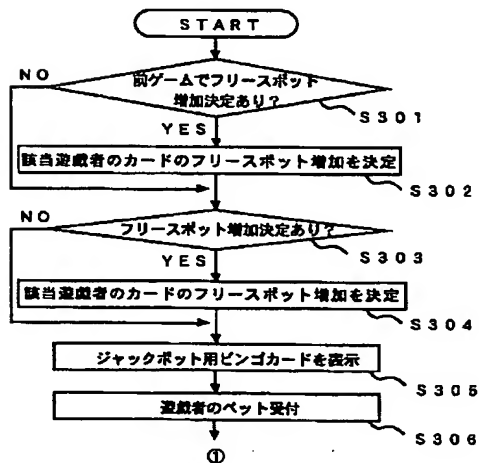 START
NO
前ゲームでフリースポット
増加決定あり?
S301
YES
該当遊戯者のカードのフリースポット増加を決定
S302
NO
フリースポット増加決定あり?
S303
YES
該当遊戯者のカードのフリースポット増加を決定
S304
ジャックポット用ビンゴカードを表示
S305
遊戯者のベット受付
S306
①